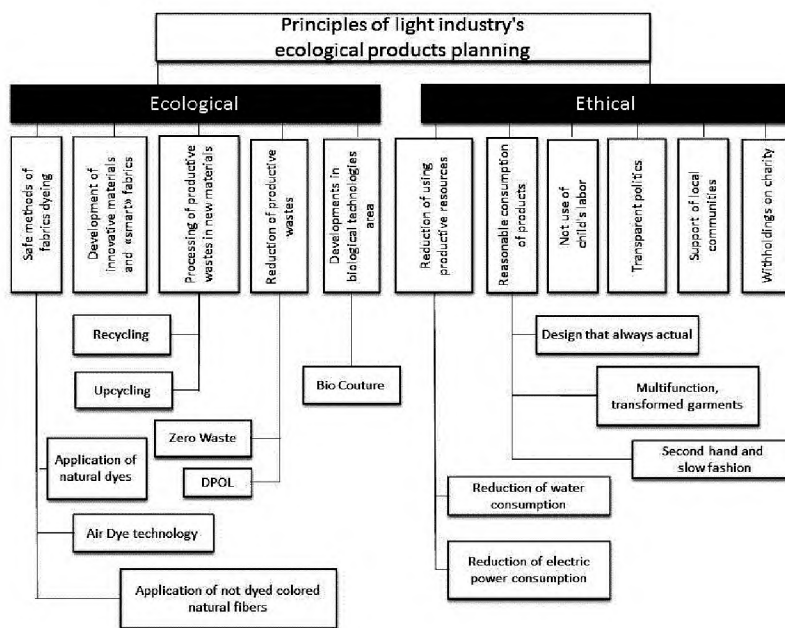 Principles of light industry's
ecological products planning
Ecological
Ethical
Safe methods of
fabrics dyeing
Development of
innovative materials
and «smart» fabrics
Processing of productive
wastes in new materials
Reduction of productive
wastes
Developments in
biological technologies
area
Reduction of using
productive resources
Reasonable consumption
of products
Not use of
child's labor
Transparent politics
Support of local
communities
Withholdings on charity
Recycling
Upcycling
Bio Couture
Design that always actual
Multifunction,
transformed garments
Zero Waste
DPOL
Second hand and
slow fashion
Application of
natural dyes
Reduction of water
consumption
Air Dye technology
Reduction of electric
power consumption
Application of not dyed colored
natural fibers